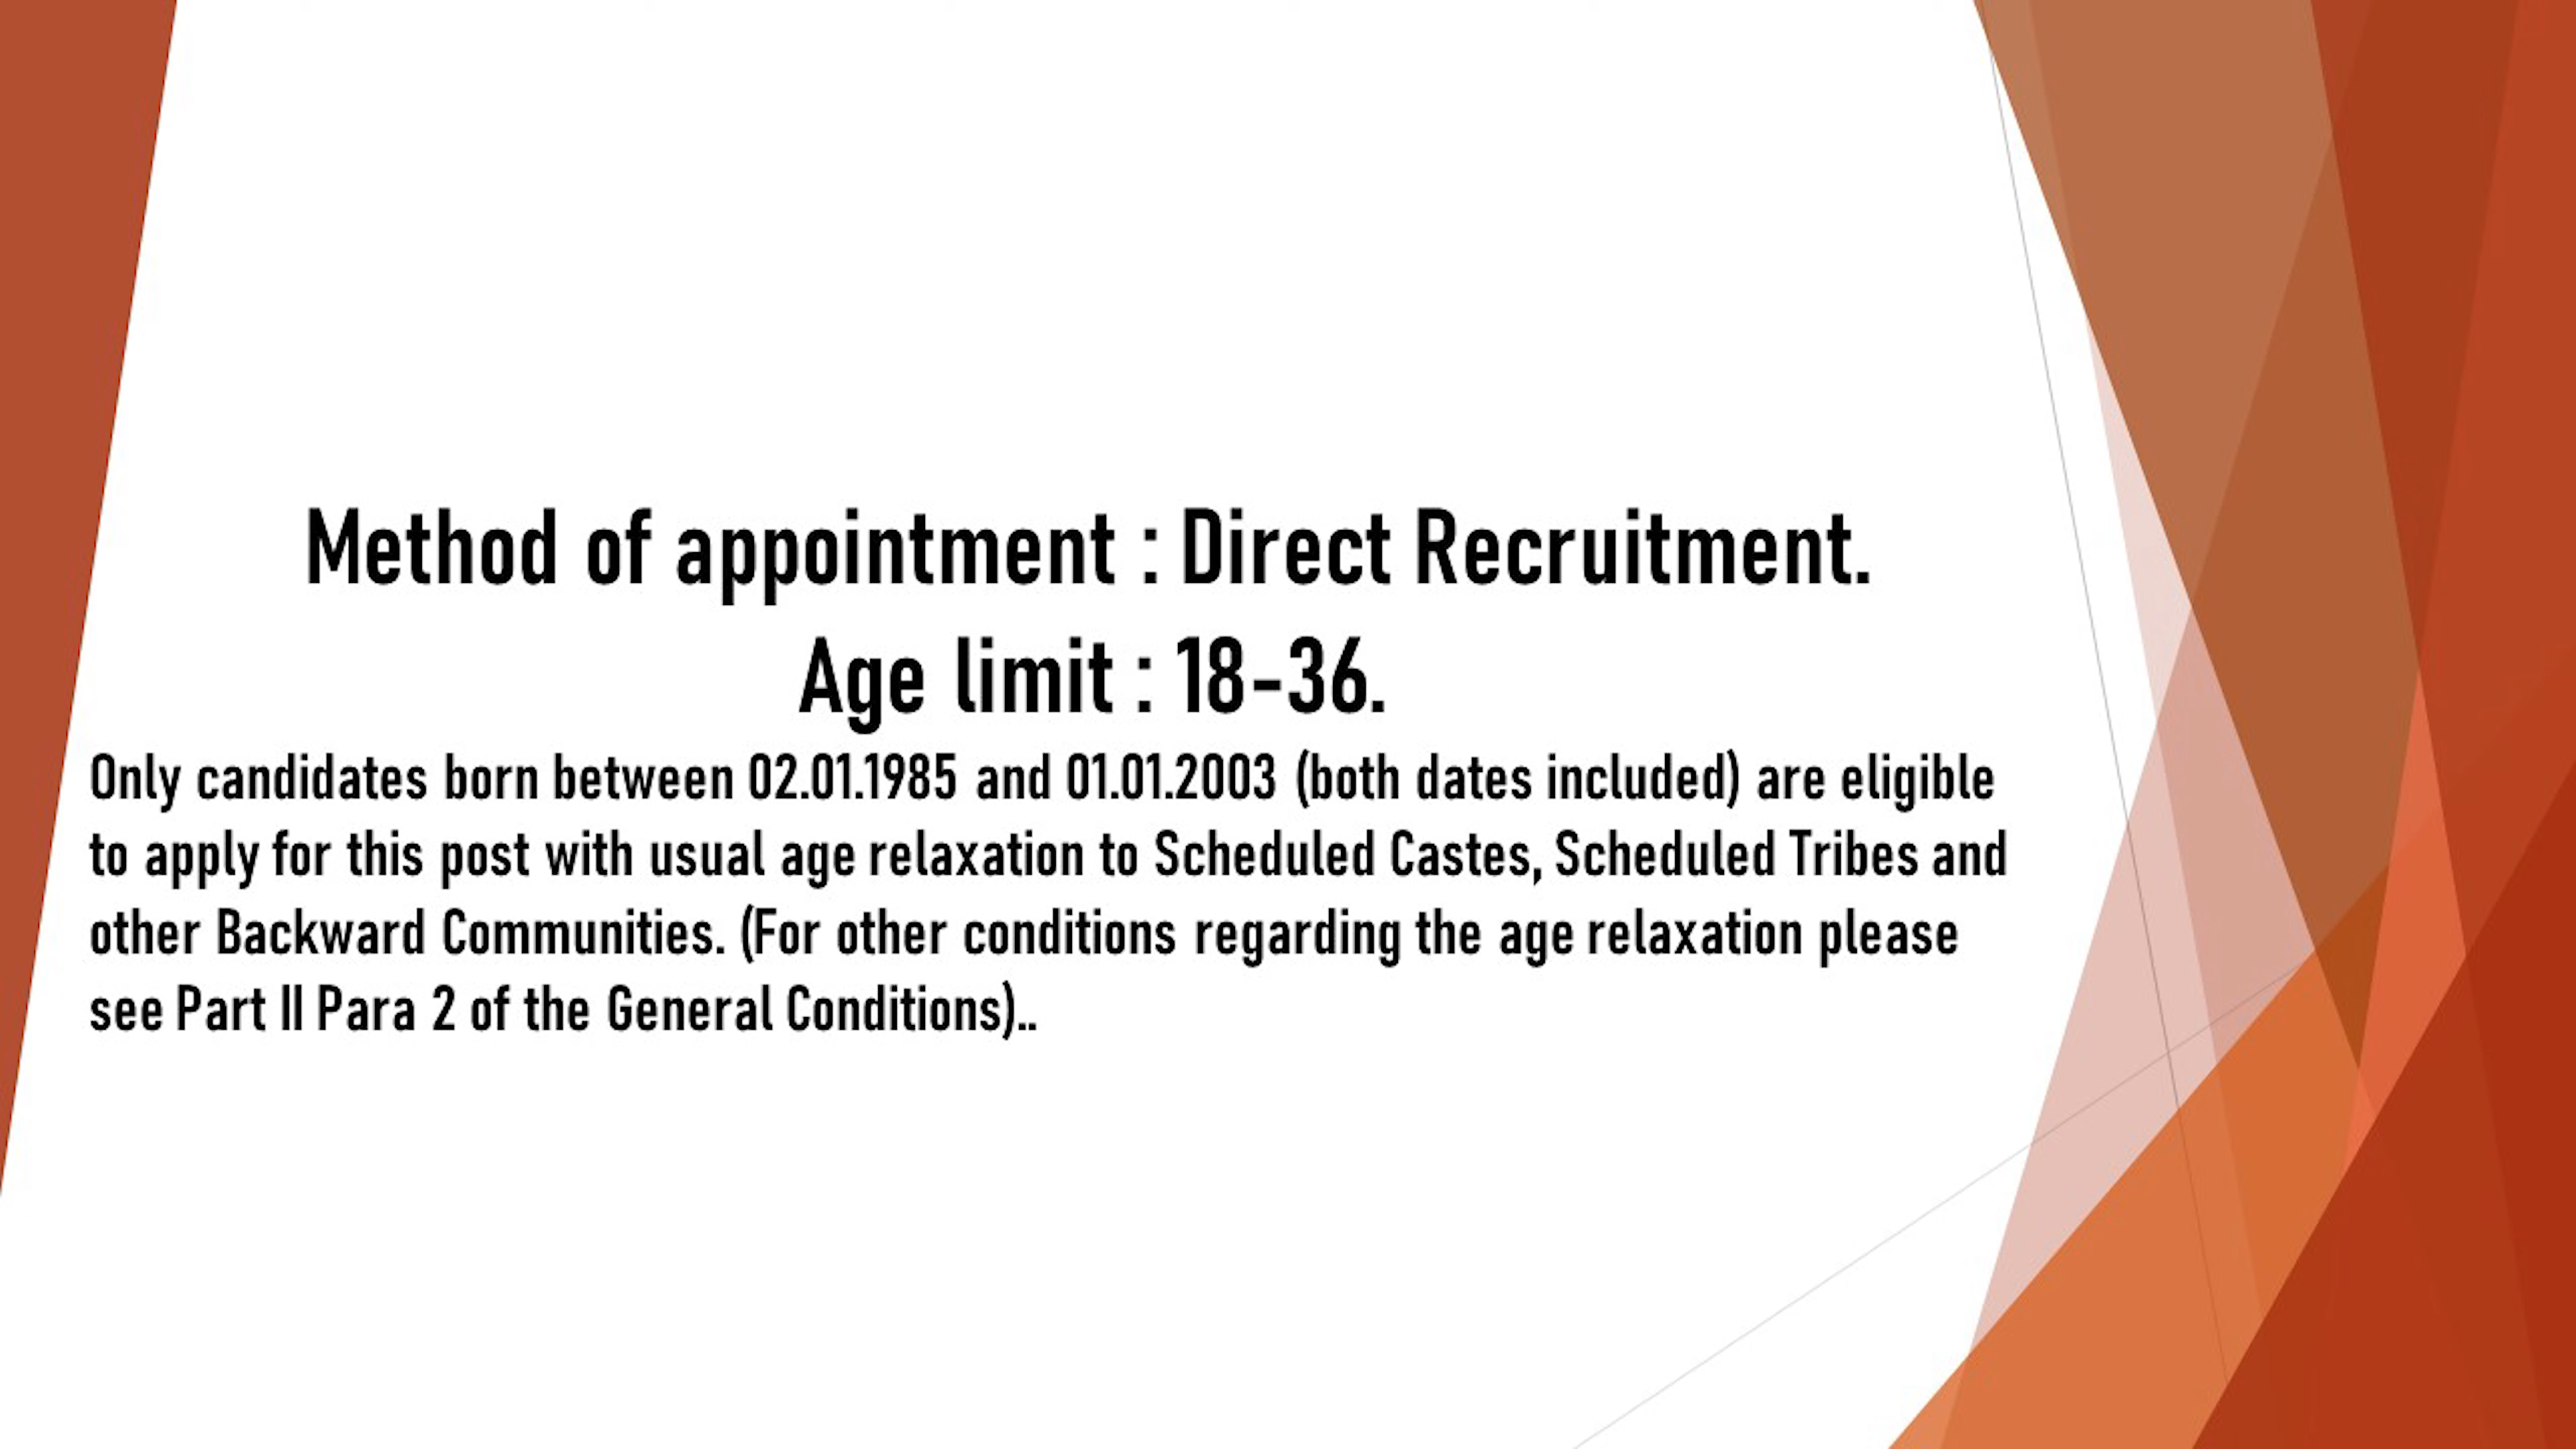 Method of appointment : Direct Recruitment.
Age limit : 18-36.
Only candidates born between 02.01.1985 and 01.01.2003 (both dates included) are eligible
to apply for this post with usual age relaxation to Scheduled Castes, Scheduled Tribes and
other Backward Communities. (For other conditions regarding the age relaxation please
see Part II Para 2 of the General Conditions)..